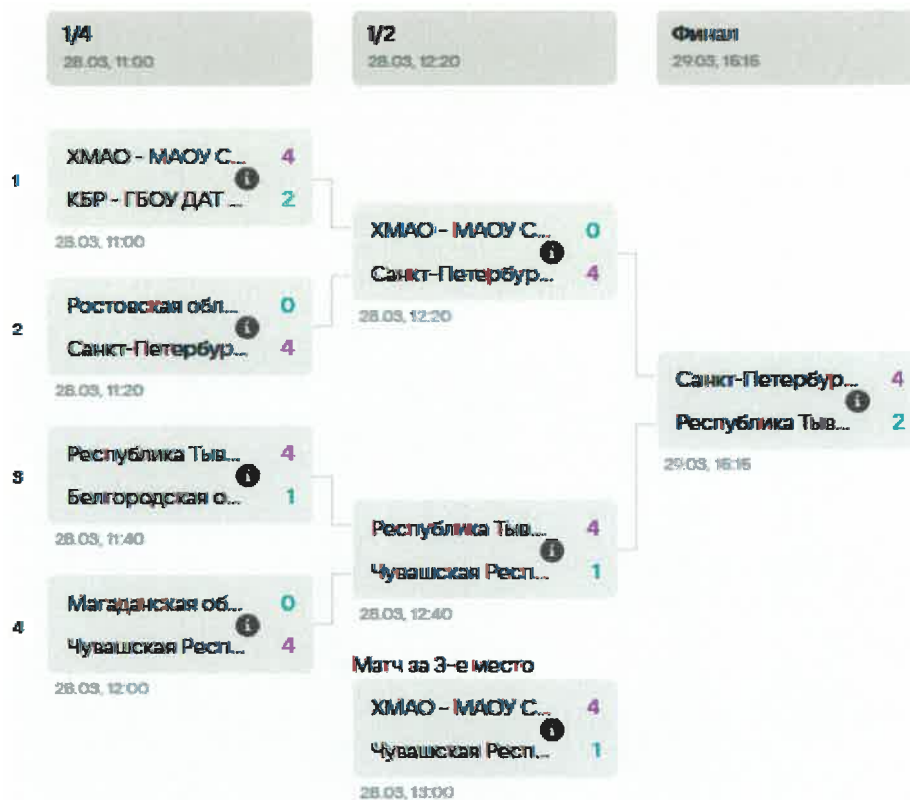 1/4
28.03, 11:00
1/2
28.03, 12:20
Финал
29.03, 15:15
1
ХМАО - МАОУ С... 4
КБР - ГБОУ ДАТ ... 2
28.03, 11:00
2
Ростовская обл... 0
Санкт-Петербур... 4
28.03, 11:20
3
Республика Тыв... 4
Белгородская о... 1
28.03, 11:40
4
Магаданская об... 0
Чувашская Респ... 4
28.03, 12:00
ХМАО - МАОУ С... 0
Санкт-Петербур... 4
28.03, 12:20
Республика Тыв... 4
Чувашская Респ... 1
28.03, 12:40
Матч за 3-е место
ХМАО - МАОУ С... 4
Чувашская Респ... 1
28.03, 13:00
Санкт-Петербур... 4
Республика Тыв... 2
29.03, 15:15